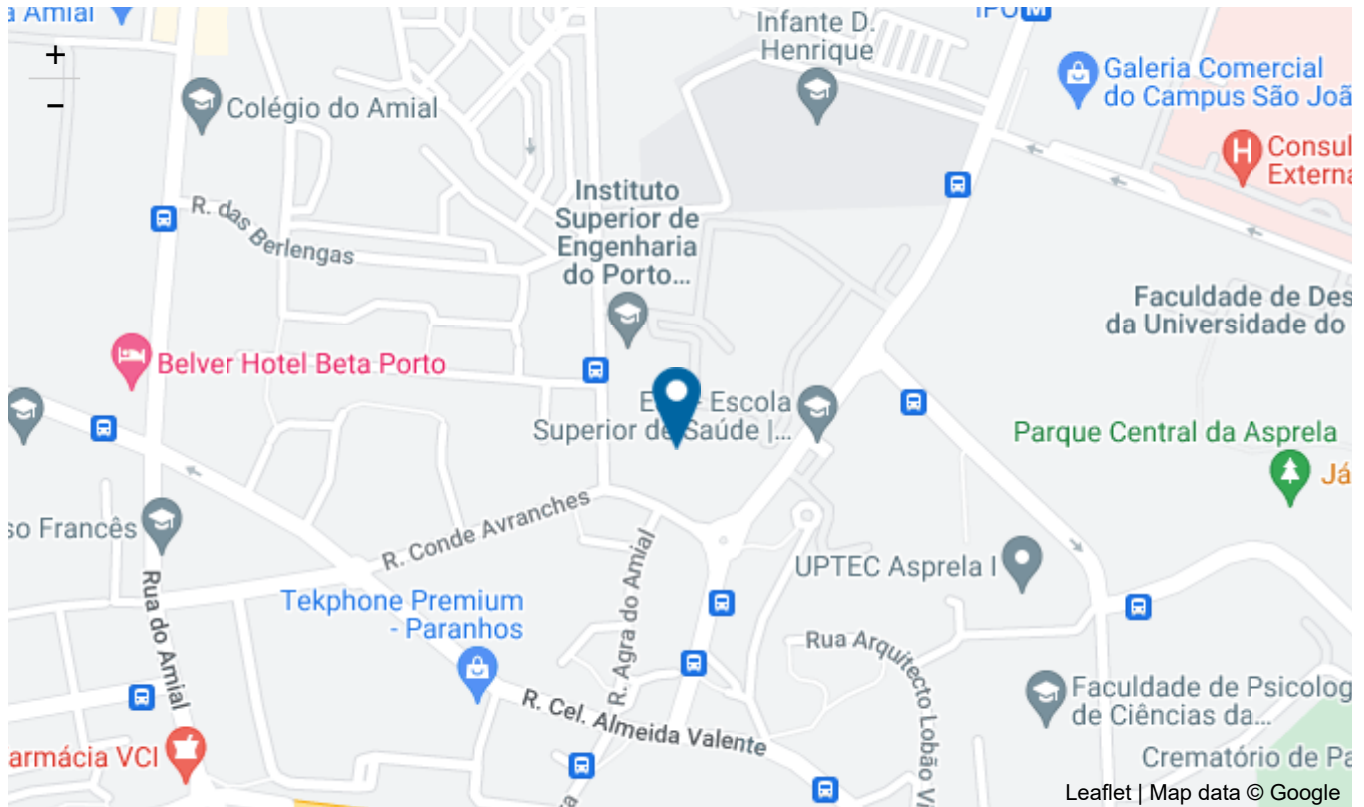 a Amial
+
−
Colégio do Amial
Infante D.
Henrique
IPO M
Galeria Comercial
do Campus São Joã
H
Consul
Externa
R. das Berlengas
Instituto
Superior de
Engenharia
do Porto...
Faculdade de Des
da Universidade do
Belver Hotel Beta Porto
Escola
Superior de Saúde |...
Parque Central da Asprela
Já
so Francês
R. Conde Avranches
UPTEC Asprela I
Rua do Amial
Tekphone Premium
- Paranhos
R. Agra do Amial
Rua Arquitecto Lobão Vi
R. Cel. Almeida Valente
Faculdade de Psicolog
de Ciências da...
armácia VCI
Crematório de Pa
Leaflet | Map data © Google